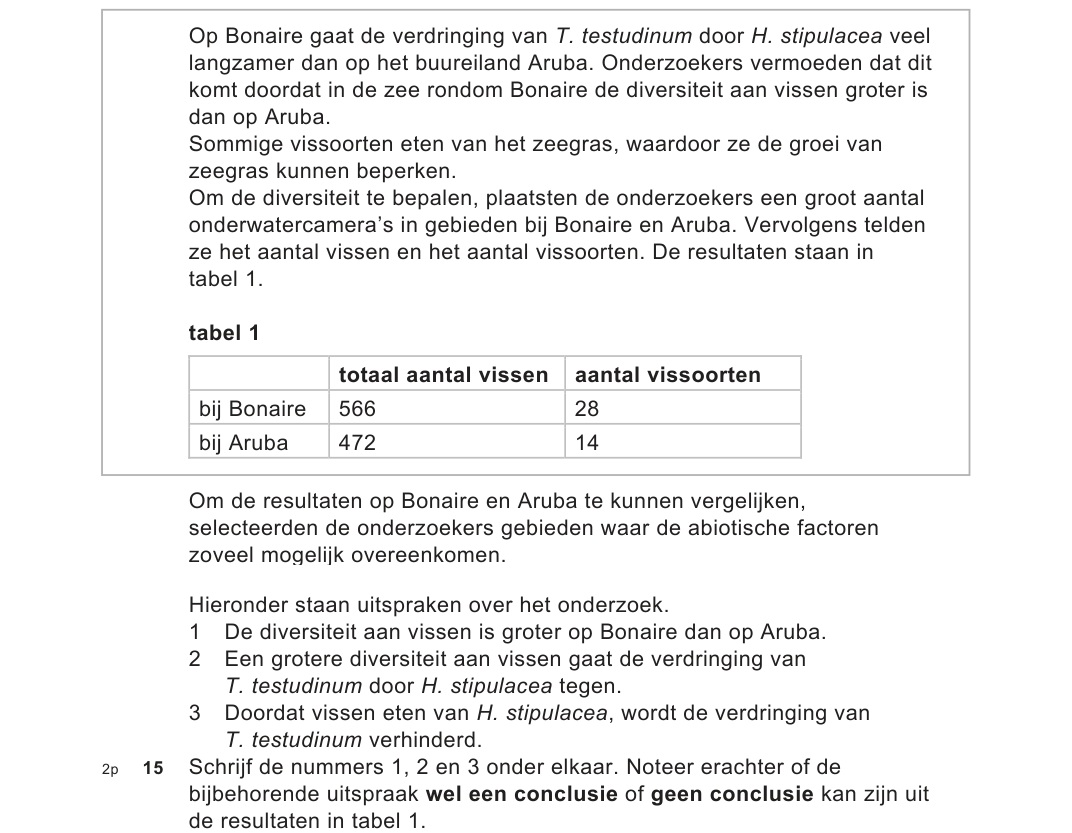 Op Bonaire gaat de verdringing van T. testudinum door H. stipulacea veel
langzamer dan op het buureiland Aruba. Onderzoekers vermoeden dat dit
komt doordat in de zee rondom Bonaire de diversiteit aan vissen groter is
dan op Aruba.
Sommige vissoorten eten van het zeegras, waardoor ze de groei van
zeegras kunnen beperken.
Om de diversiteit te bepalen, plaatsten de onderzoekers een groot aantal
onderwatercamera's in gebieden bij Bonaire en Aruba. Vervolgens telden
ze het aantal vissen en het aantal vissoorten. De resultaten staan in
tabel 1.
tabel 1
totaal aantal vissen aantal vissoorten
bij Bonaire 566 28
bij Aruba 472 14
Om de resultaten op Bonaire en Aruba te kunnen vergelijken,
selecteerden de onderzoekers gebieden waar de abiotische factoren
zoveel mogelijk overeenkomen.
Hieronder staan uitspraken over het onderzoek.
1 De diversiteit aan vissen is groter op Bonaire dan op Aruba.
2 Een grotere diversiteit aan vissen gaat de verdringing van
T. testudinum door H. stipulacea tegen.
3 Doordat vissen eten van H. stipulacea, wordt de verdringing van
T. testudinum verhinderd.
2p 15 Schrijf de nummers 1, 2 en 3 onder elkaar. Noteer erachter of de
bijbehorende uitspraak wel een conclusie of geen conclusie kan zijn uit
de resultaten in tabel 1.